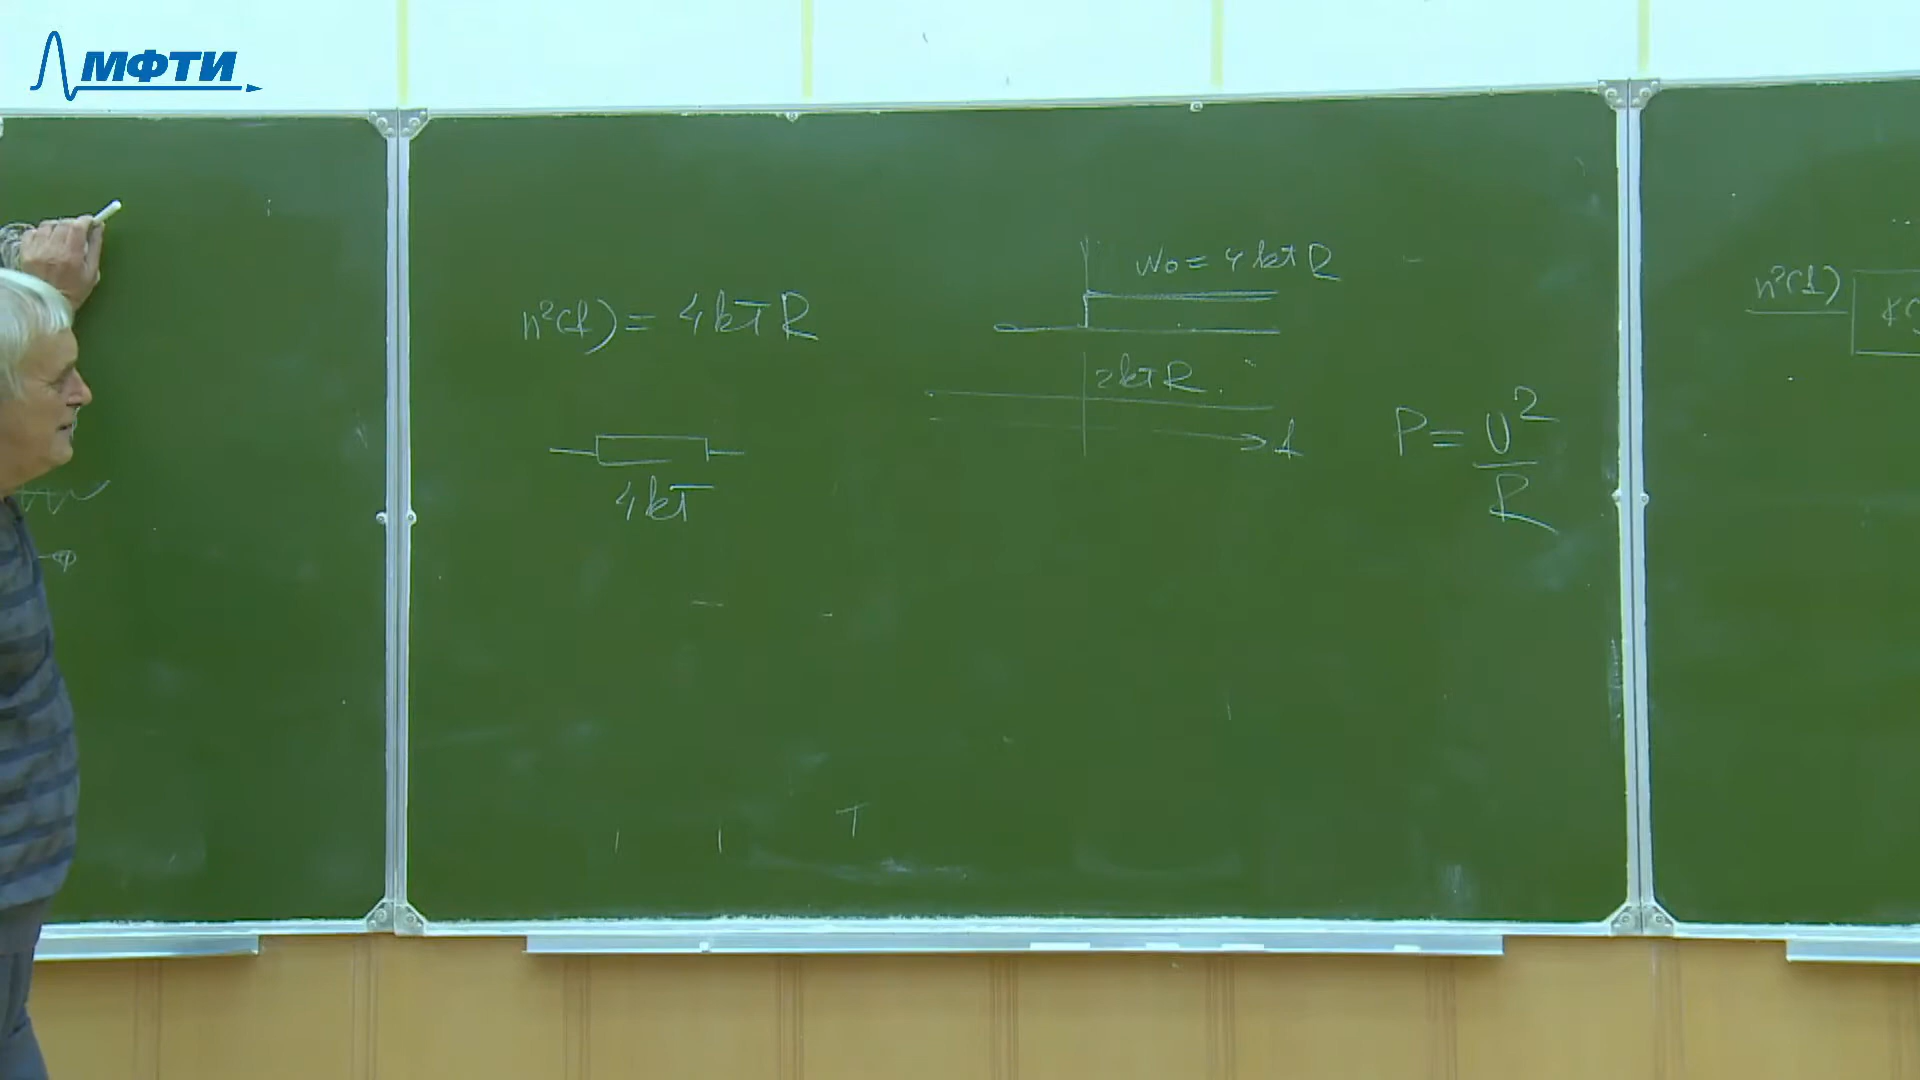 МФТИ
n²(f) = 4kTR
4kT
W₀ = 4kTR
2kTR
f
P = U²/R
T
n²(f)
K(